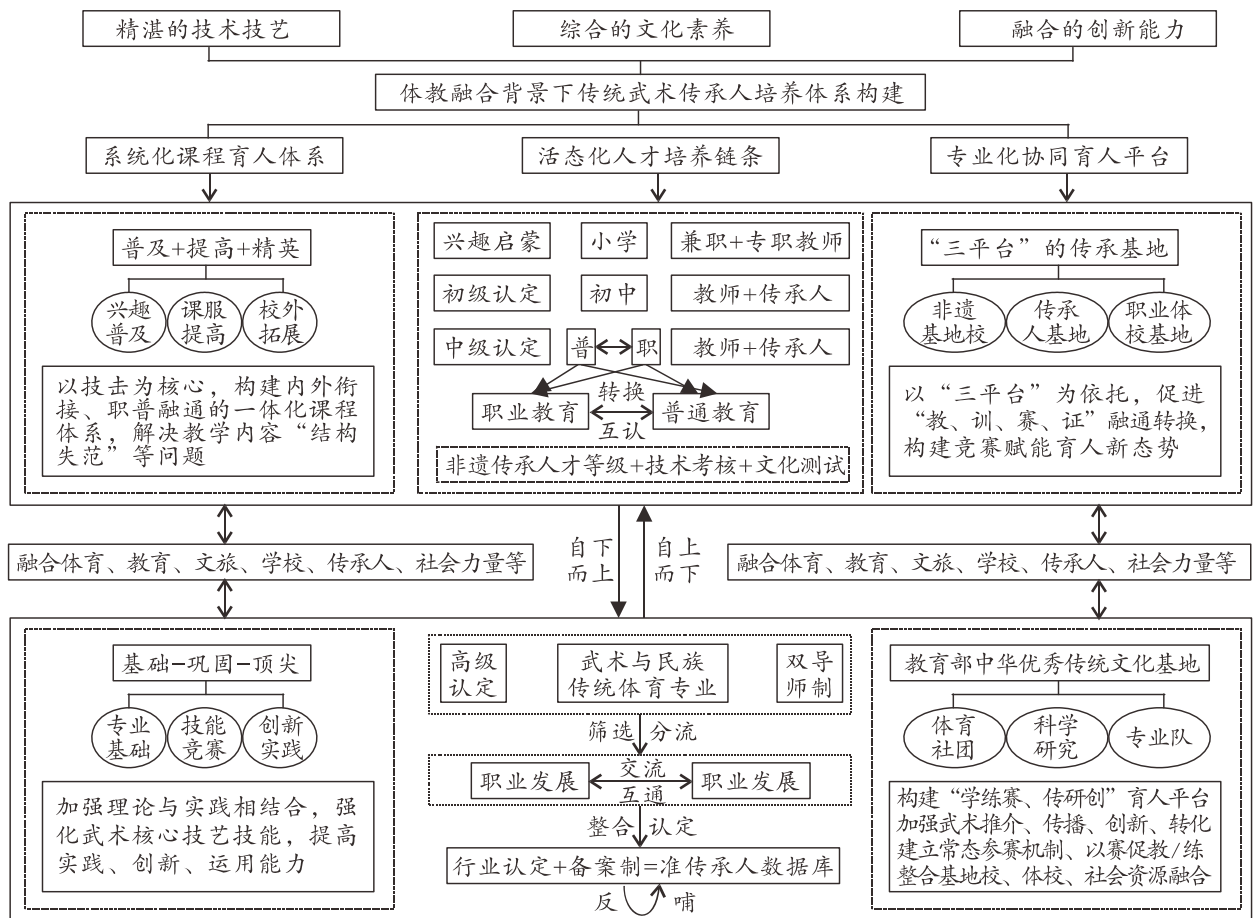 精湛的技术技艺
综合的文化素养
融合的创新能力
体教融合背景下传统武术传承人培养体系构建
系统化课程育人体系
活态化人才培养链条
专业化协同育人平台
普及+提高+精英
兴趣
普及
课服
提高
校外
拓展
以技击为核心，构建内外衔
接、职普融通的一体化课程
体系，解决教学内容“结构
失范”等问题
兴趣启蒙
小学
兼职+专职教师
初级认定
初中
教师+传承人
中级认定
普
职
教师+传承人
职业教育
转换
互认
普通教育
非遗传承人才等级+技术考核+文化测试
“三平台”的传承基地
非遗
基地校
传承
人基地
职业体
校基地
以“三平台”为依托，促进
“教、训、赛、证”融通转换，
构建竞赛赋能育人新态势
融合体育、教育、文旅、学校、传承人、社会力量等
自下
而上
自上
而下
融合体育、教育、文旅、学校、传承人、社会力量等
基础-巩固-顶尖
专业
基础
技能
竞赛
创新
实践
加强理论与实践相结合，强
化武术核心技艺技能，提高
实践、创新、运用能力
高级
认定
武术与民族
传统体育专业
双导
师制
筛选 分流
职业发展
交流
互通
职业发展
整合 认定
行业认定+备案制=准传承人数据库
反 哺
教育部中华优秀传统文化基地
体育
社团
科学
研究
专业队
构建“学练赛、传研创”育人平台
加强武术推介、传播、创新、转化
建立常态参赛机制、以赛促教/练
整合基地校、体校、社会资源融合